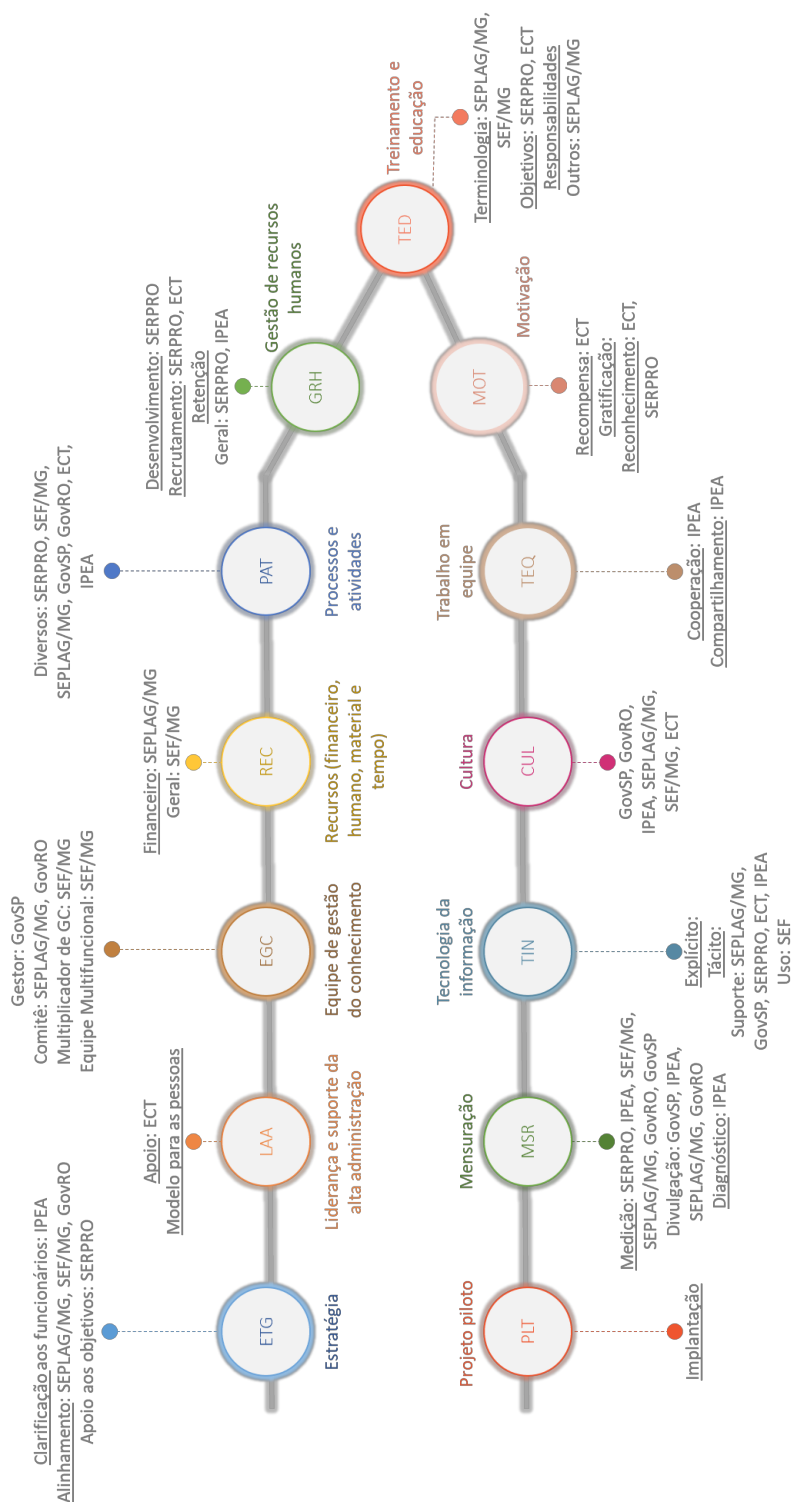 Clarificação aos funcionários: IPEA
Alinhamento: SEPLAG/MG, SEF/MG, GovRO
Apoio aos objetivos: SERPRO
ETG
Estratégia
Apoio: ECT
Modelo para as pessoas
LAA
Liderança e suporte da
alta administração
Gestor: GovSP
Comitê: SEPLAG/MG, GovRO
Multiplicador de GC: SEF/MG
Equipe Multifuncional: SEF/MG
EGC
Equipe de gestão
do conhecimento
Financeiro: SEPLAG/MG
Geral: SEF/MG
REC
Recursos (financeiro,
humano, material e
tempo)
Diversos: SERPRO, SEF/MG,
SEPLAG/MG, GovSP, GovRO, ECT,
IPEA
PAT
Processos e
atividades
Desenvolvimento: SERPRO
Recrutamento: SERPRO, ECT
Retenção
Geral: SERPRO, IPEA
Gestão de recursos
humanos
GRH
Treinamento e
educação
TED
Terminologia: SEPLAG/MG,
SEF/MG
Objetivos: SERPRO, ECT
Responsabilidades
Outros: SEPLAG/MG
Motivação
MOT
Recompensa: ECT
Gratificação:
Reconhecimento: ECT,
SERPRO
Trabalho em
equipe
TEQ
Cooperação: IPEA
Compartilhamento: IPEA
Cultura
CUL
GovSP, GovRO,
IPEA, SEPLAG/MG,
SEF/MG, ECT
Tecnologia da
informação
TIN
Explícito:
Tácito:
Suporte: SEPLAG/MG,
GovSP, SERPRO, ECT, IPEA
Uso: SEF
Mensuração
MSR
Medição: SERPRO, IPEA, SEF/MG,
SEPLAG/MG, GovRO, GovSP
Divulgação: GovSP, IPEA,
SEPLAG/MG, GovRO
Diagnóstico: IPEA
Projeto piloto
PLT
Implantação